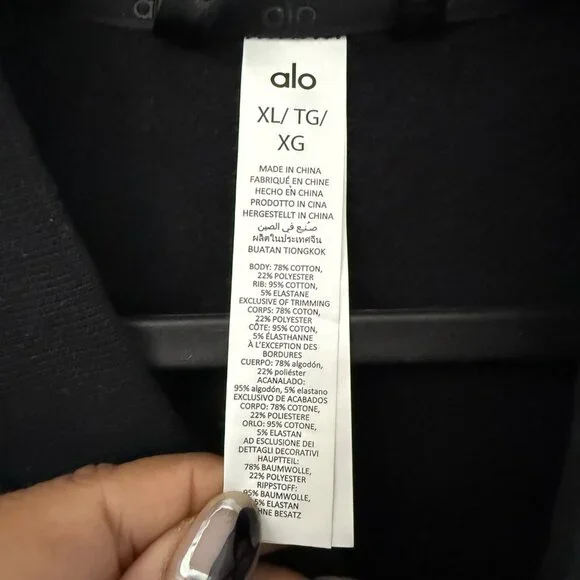 alo
alo
XL/ TG/
XG
MADE IN CHINA
FABRIQUÉ EN CHINE
HECHO EN CHINA
PRODOTTO IN CINA
HERGESTELLT IN CHINA
صنع في الصين
ผลิตในประเทศจีน
BUATAN TIONGKOK
BODY: 78% COTTON,
22% POLYESTER
RIB: 95% COTTON,
5% ELASTANE
EXCLUSIVE OF TRIMMING
CORPS: 78% COTON,
22% POLYESTER
CÔTE: 95% COTON,
5% ÉLASTHANNE
À L'EXCEPTION DES
BORDURES
CUERPO: 78% algodón,
22% poliéster
ACANALADO:
95% algodón, 5% elastano
EXCLUSIVO DE ACABADOS
CORPO: 78% COTONE,
22% POLIESTERE
ORLO: 95% COTONE,
5% ELASTAN
AD ESCLUSIONE DEI
DETTAGLI DECORATIVI
HAUPTTEIL:
78% BAUMWOLLE,
22% POLYESTER
RIPPSTOFF:
95% BAUMWOLLE,
5% ELASTAN
BESATZ